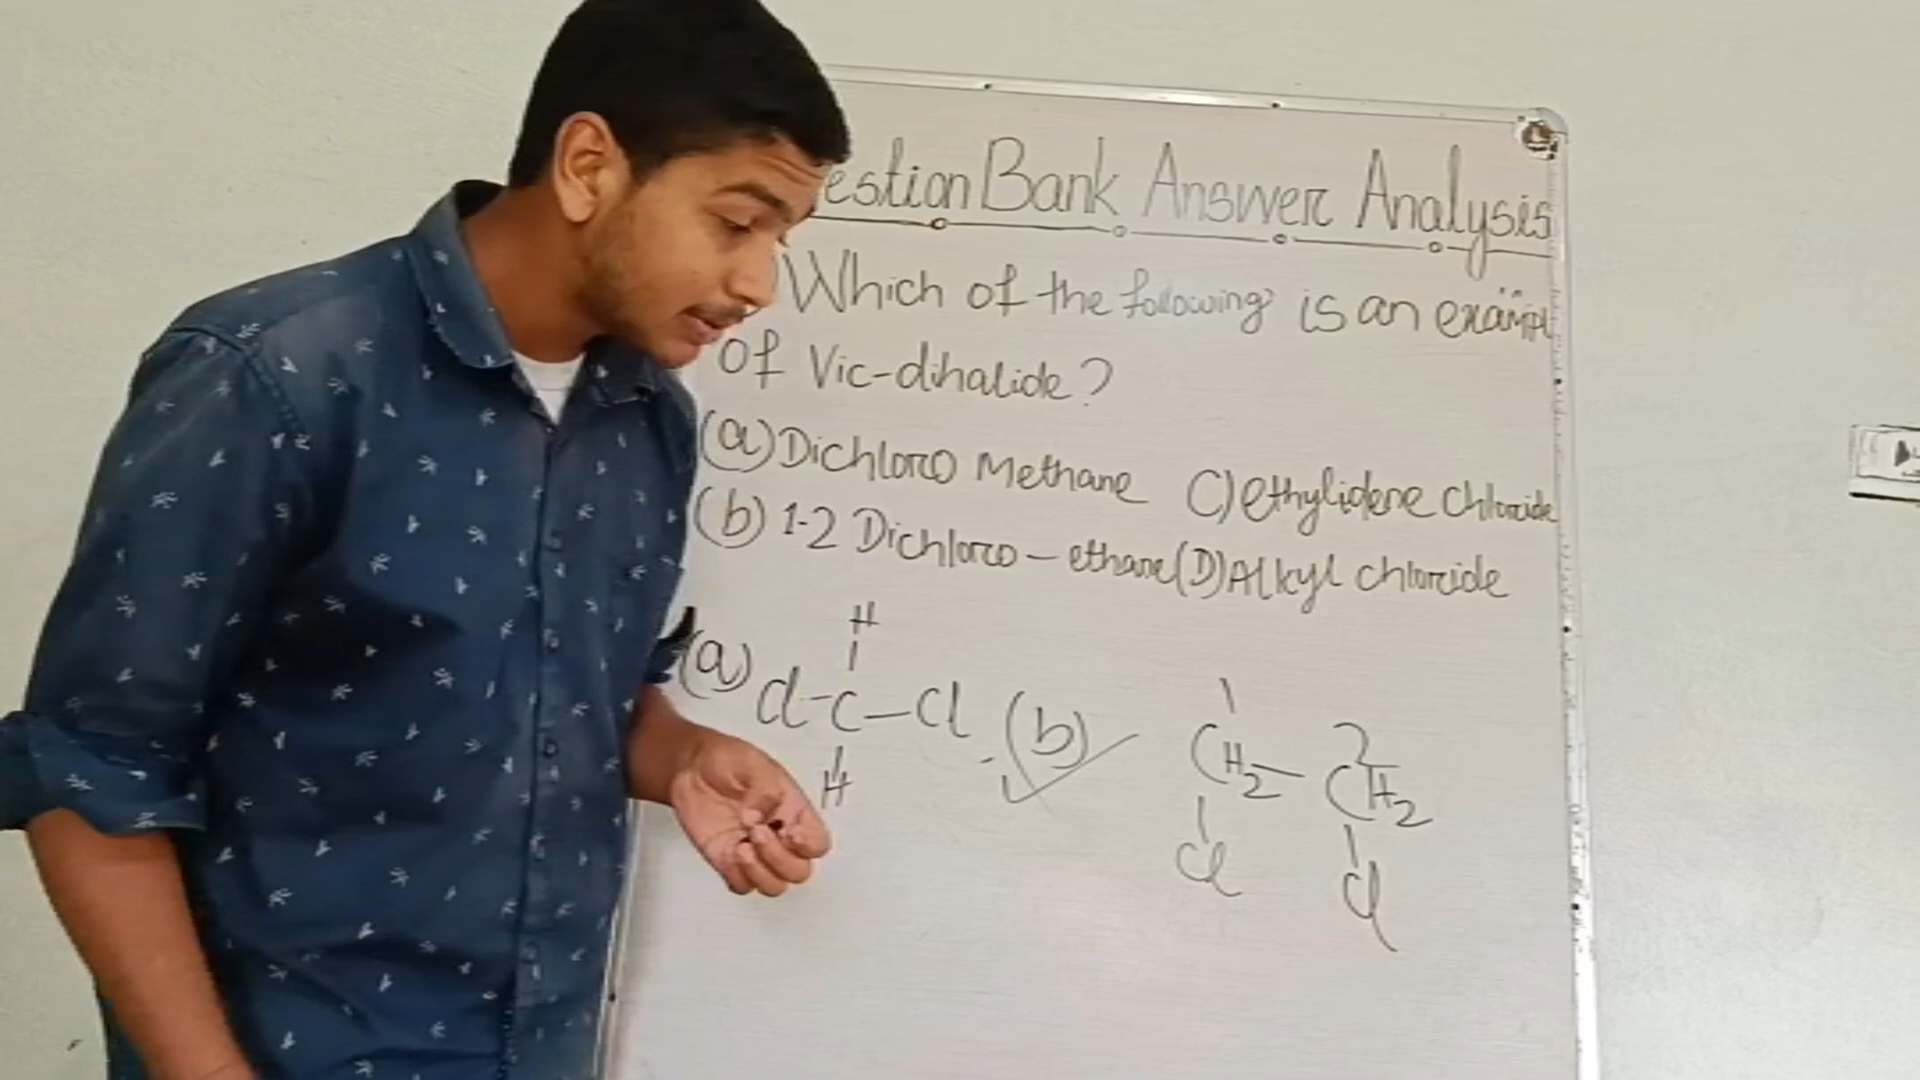 estion Bank Answer Analysis
Which of the following is an exampl
Of Vic-dihalide?
(a) Dichloro Methane C) ethylidene chloride
(b) 1-2 Dichloro - ethane (D) Alkyl chloride
H
(a) Cl-C-Cl (b) 1 2
CH2-CH2
H
Cl Cl